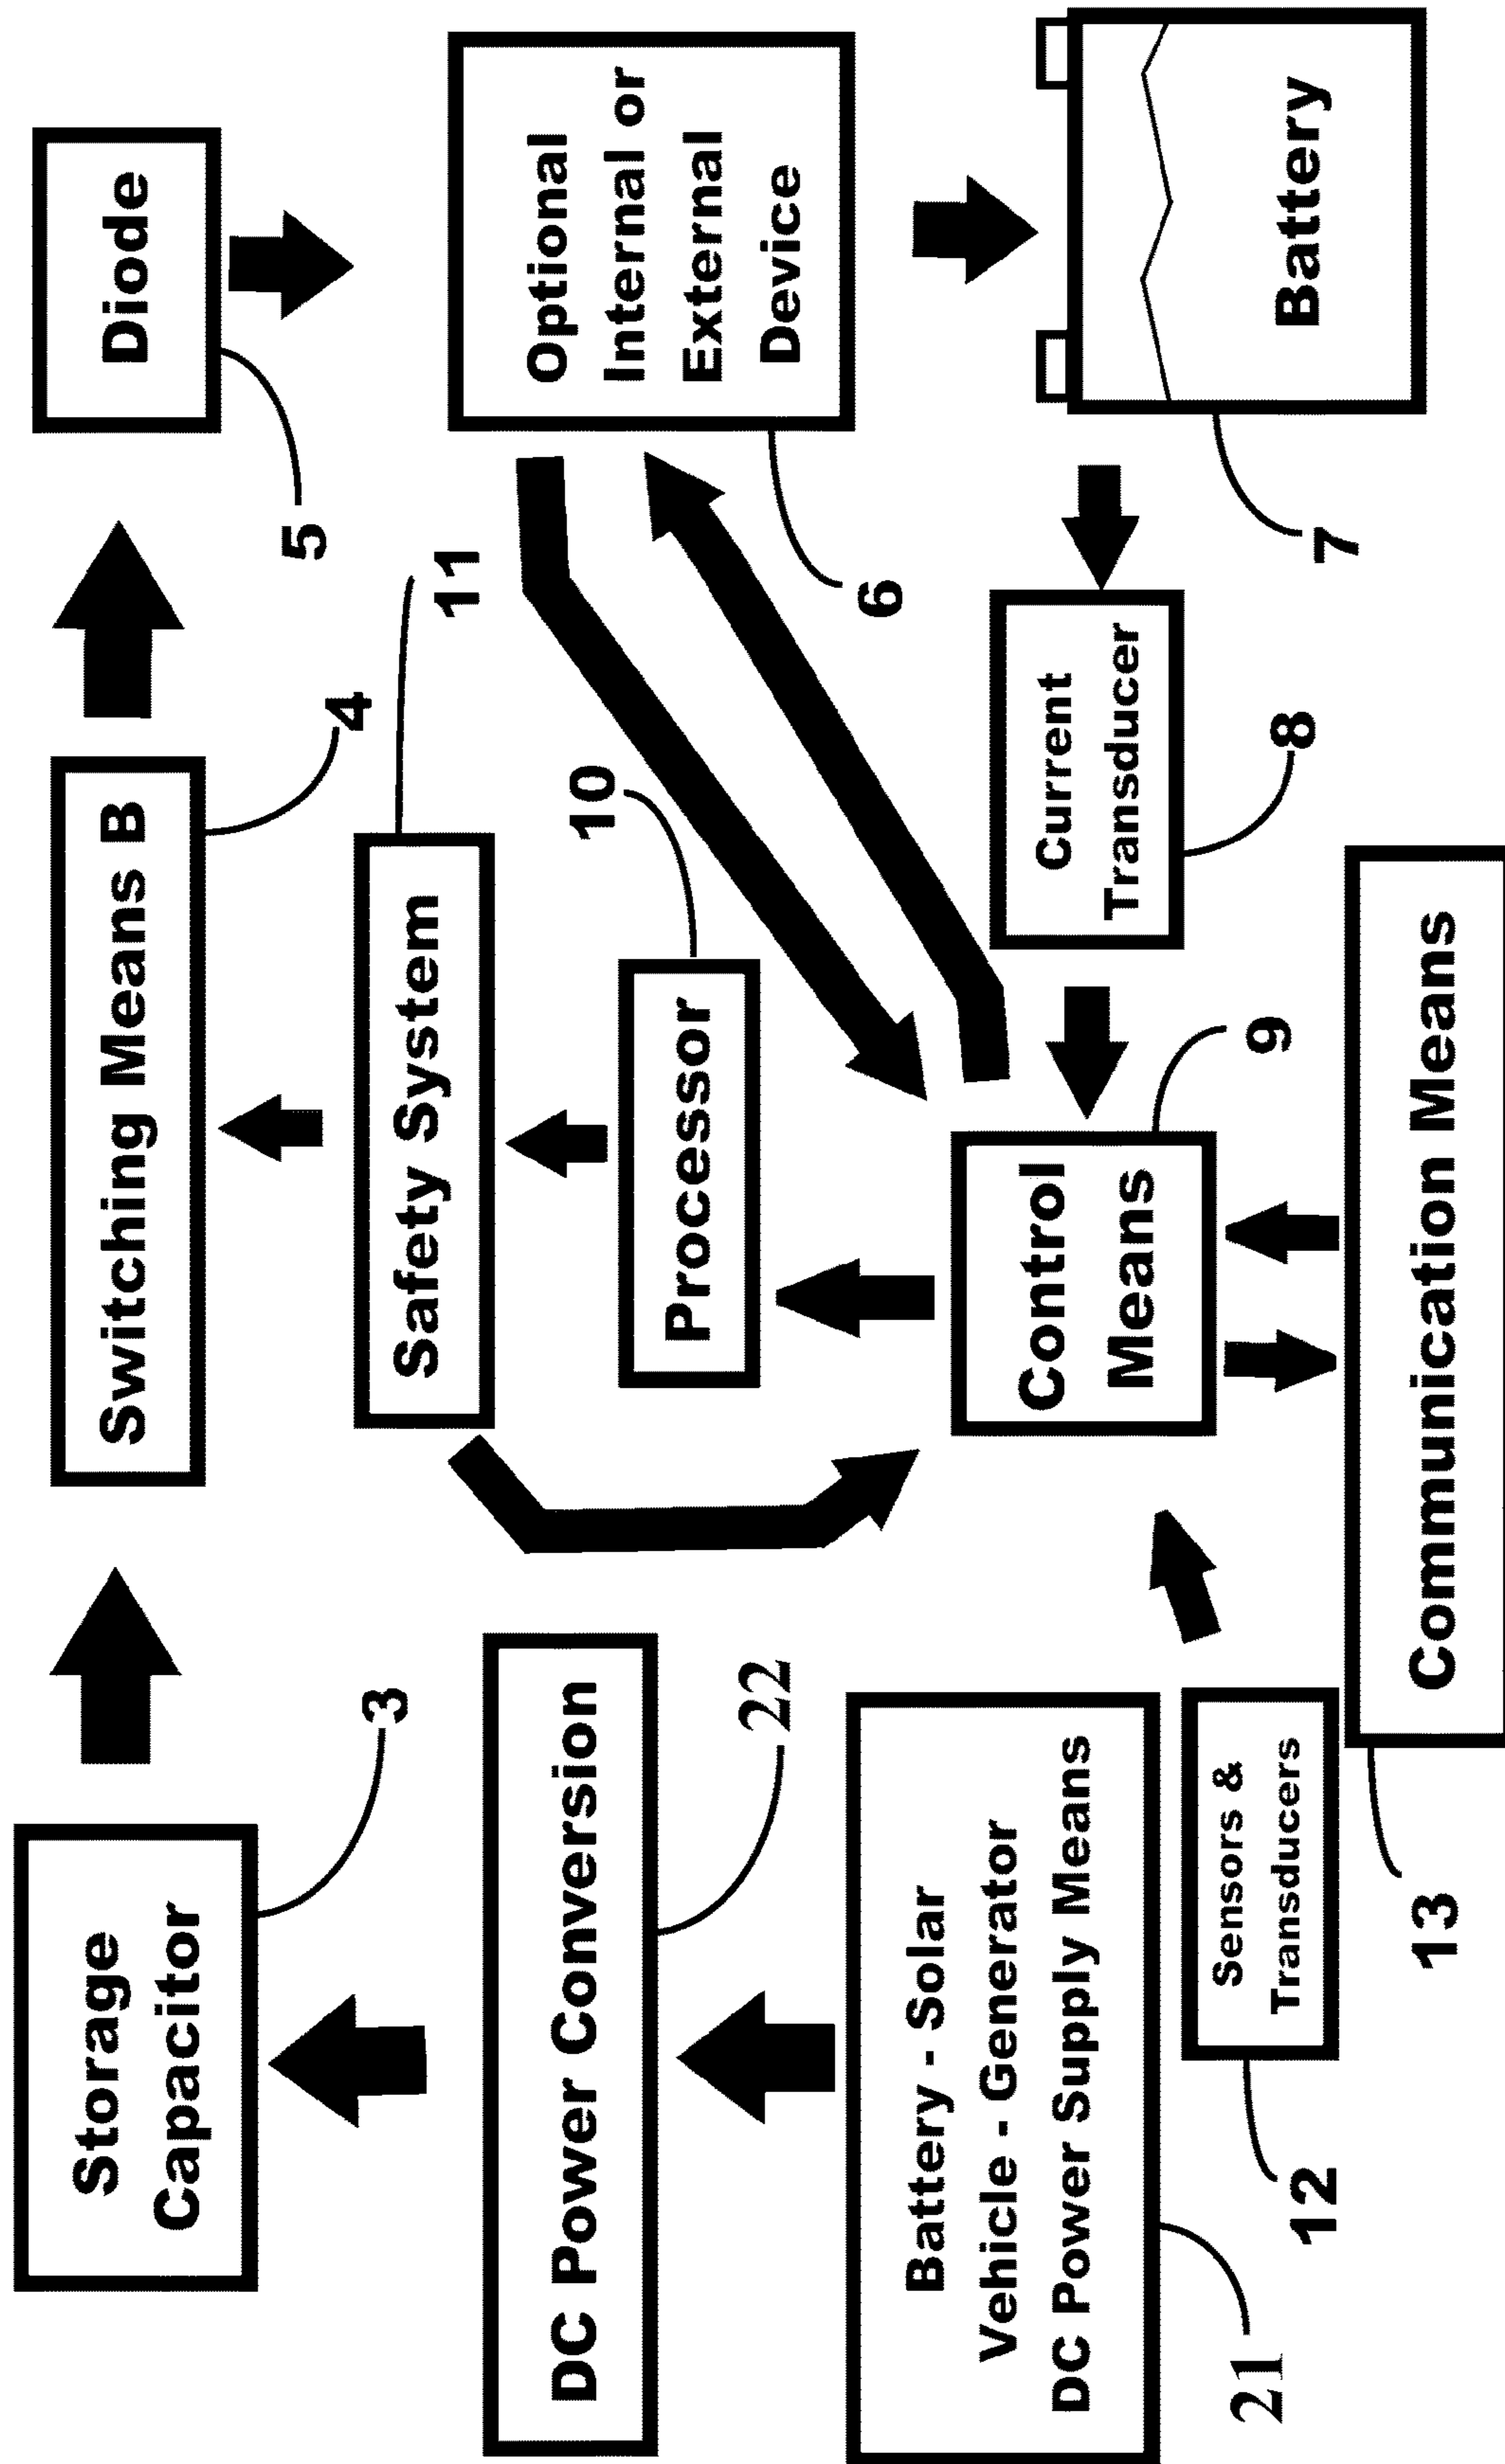 Storage
Capacitor
3
Switching Means B
4
Diode
5
Safety System
11
DC Power Conversion
22
Processor
10
Optional
Internal or
External
Device
6
Battery - Solar
Vehicle - Generator
DC Power Supply Means
21
Control
Means
9
Current
Transducer
8
Battery
7
Sensors &
Transducers
12
Communication Means
13